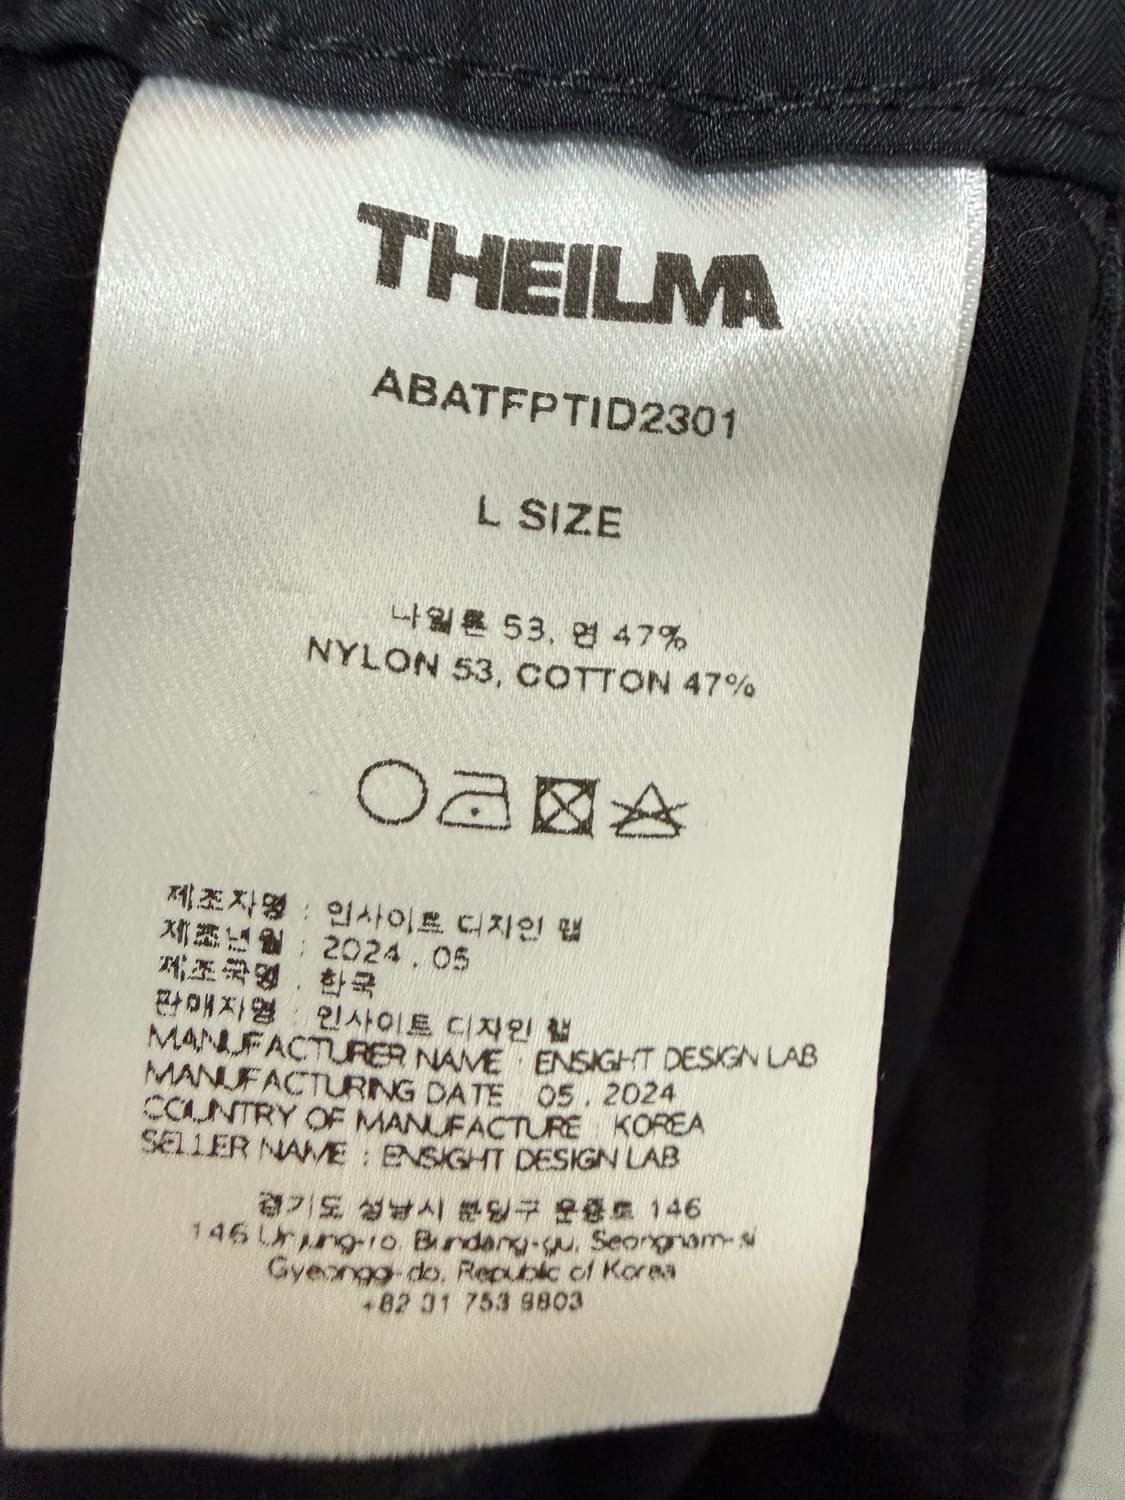 THEILMA
ABATFPTID2301
L SIZE
나일론 53, 면 47%
NYLON 53, COTTON 47%
제조자명 : 인사이트 디자인 랩
제조년월 : 2024 . 05
제조국명 : 한국
판매자명 : 인사이트 디자인 랩
MANUFACTURER NAME : ENSIGHT DESIGN LAB
MANUFACTURING DATE : 05 . 2024
COUNTRY OF MANUFACTURE : KOREA
SELLER NAME : ENSIGHT DESIGN LAB
경기도 성남시 분당구 운중로 146
146 Unjung-ro, Bundang-gu, Seongnam-si
Gyeonggi-do, Republic of Korea
+82 31 753 9803